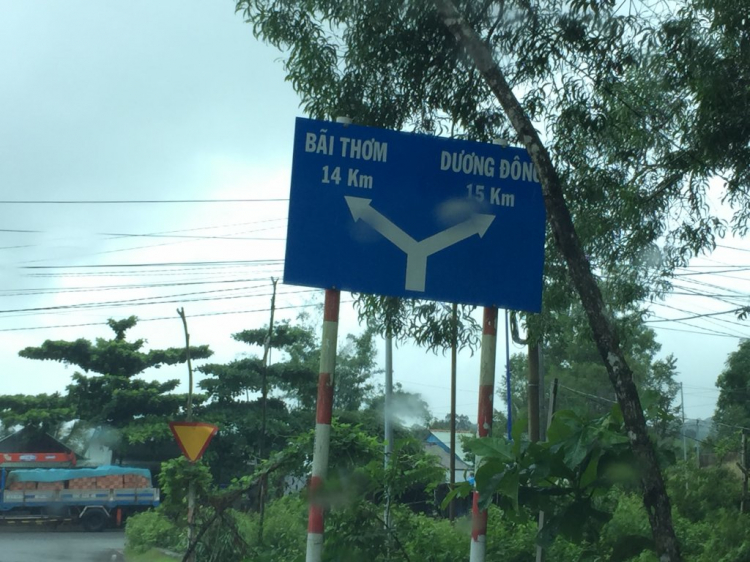 BÃI THƠM
14 Km
DƯƠNG ĐÔNG
15 Km